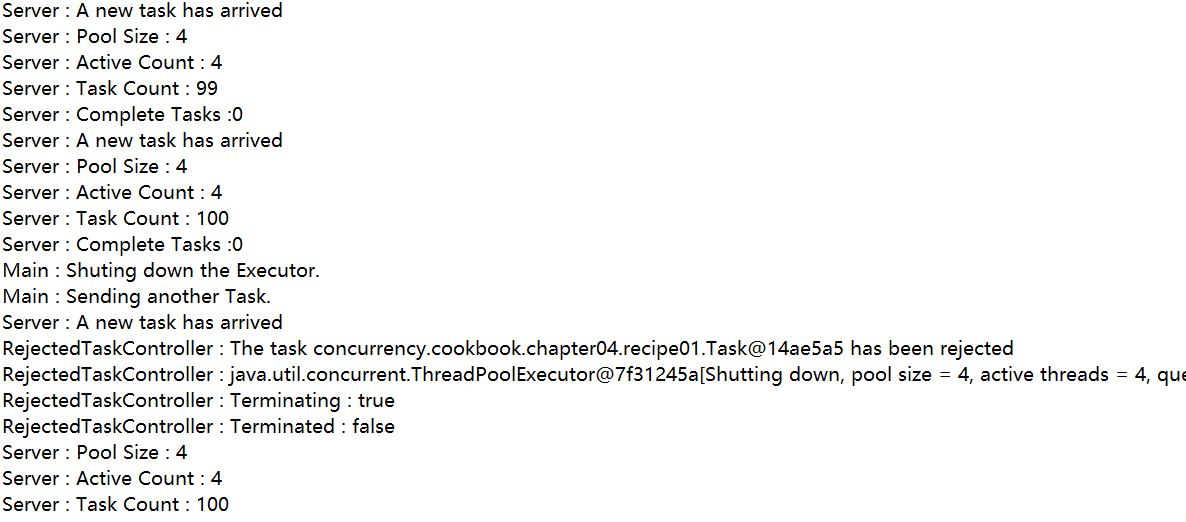 Server : A new task has arrived
Server : Pool Size : 4
Server : Active Count : 4
Server : Task Count : 99
Server : Complete Tasks :0
Server : A new task has arrived
Server : Pool Size : 4
Server : Active Count : 4
Server : Task Count : 100
Server : Complete Tasks :0
Main : Shuting down the Executor.
Main : Sending another Task.
Server : A new task has arrived
RejectedTaskController : The task concurrency.cookbook.chapter04.recipe01.Task@14ae5a5 has been rejected
RejectedTaskController : java.util.concurrent.ThreadPoolExecutor@7f31245a[Shutting down, pool size = 4, active threads = 4, que
RejectedTaskController : Terminating : true
RejectedTaskController : Terminated : false
Server : Pool Size : 4
Server : Active Count : 4
Server : Task Count : 100